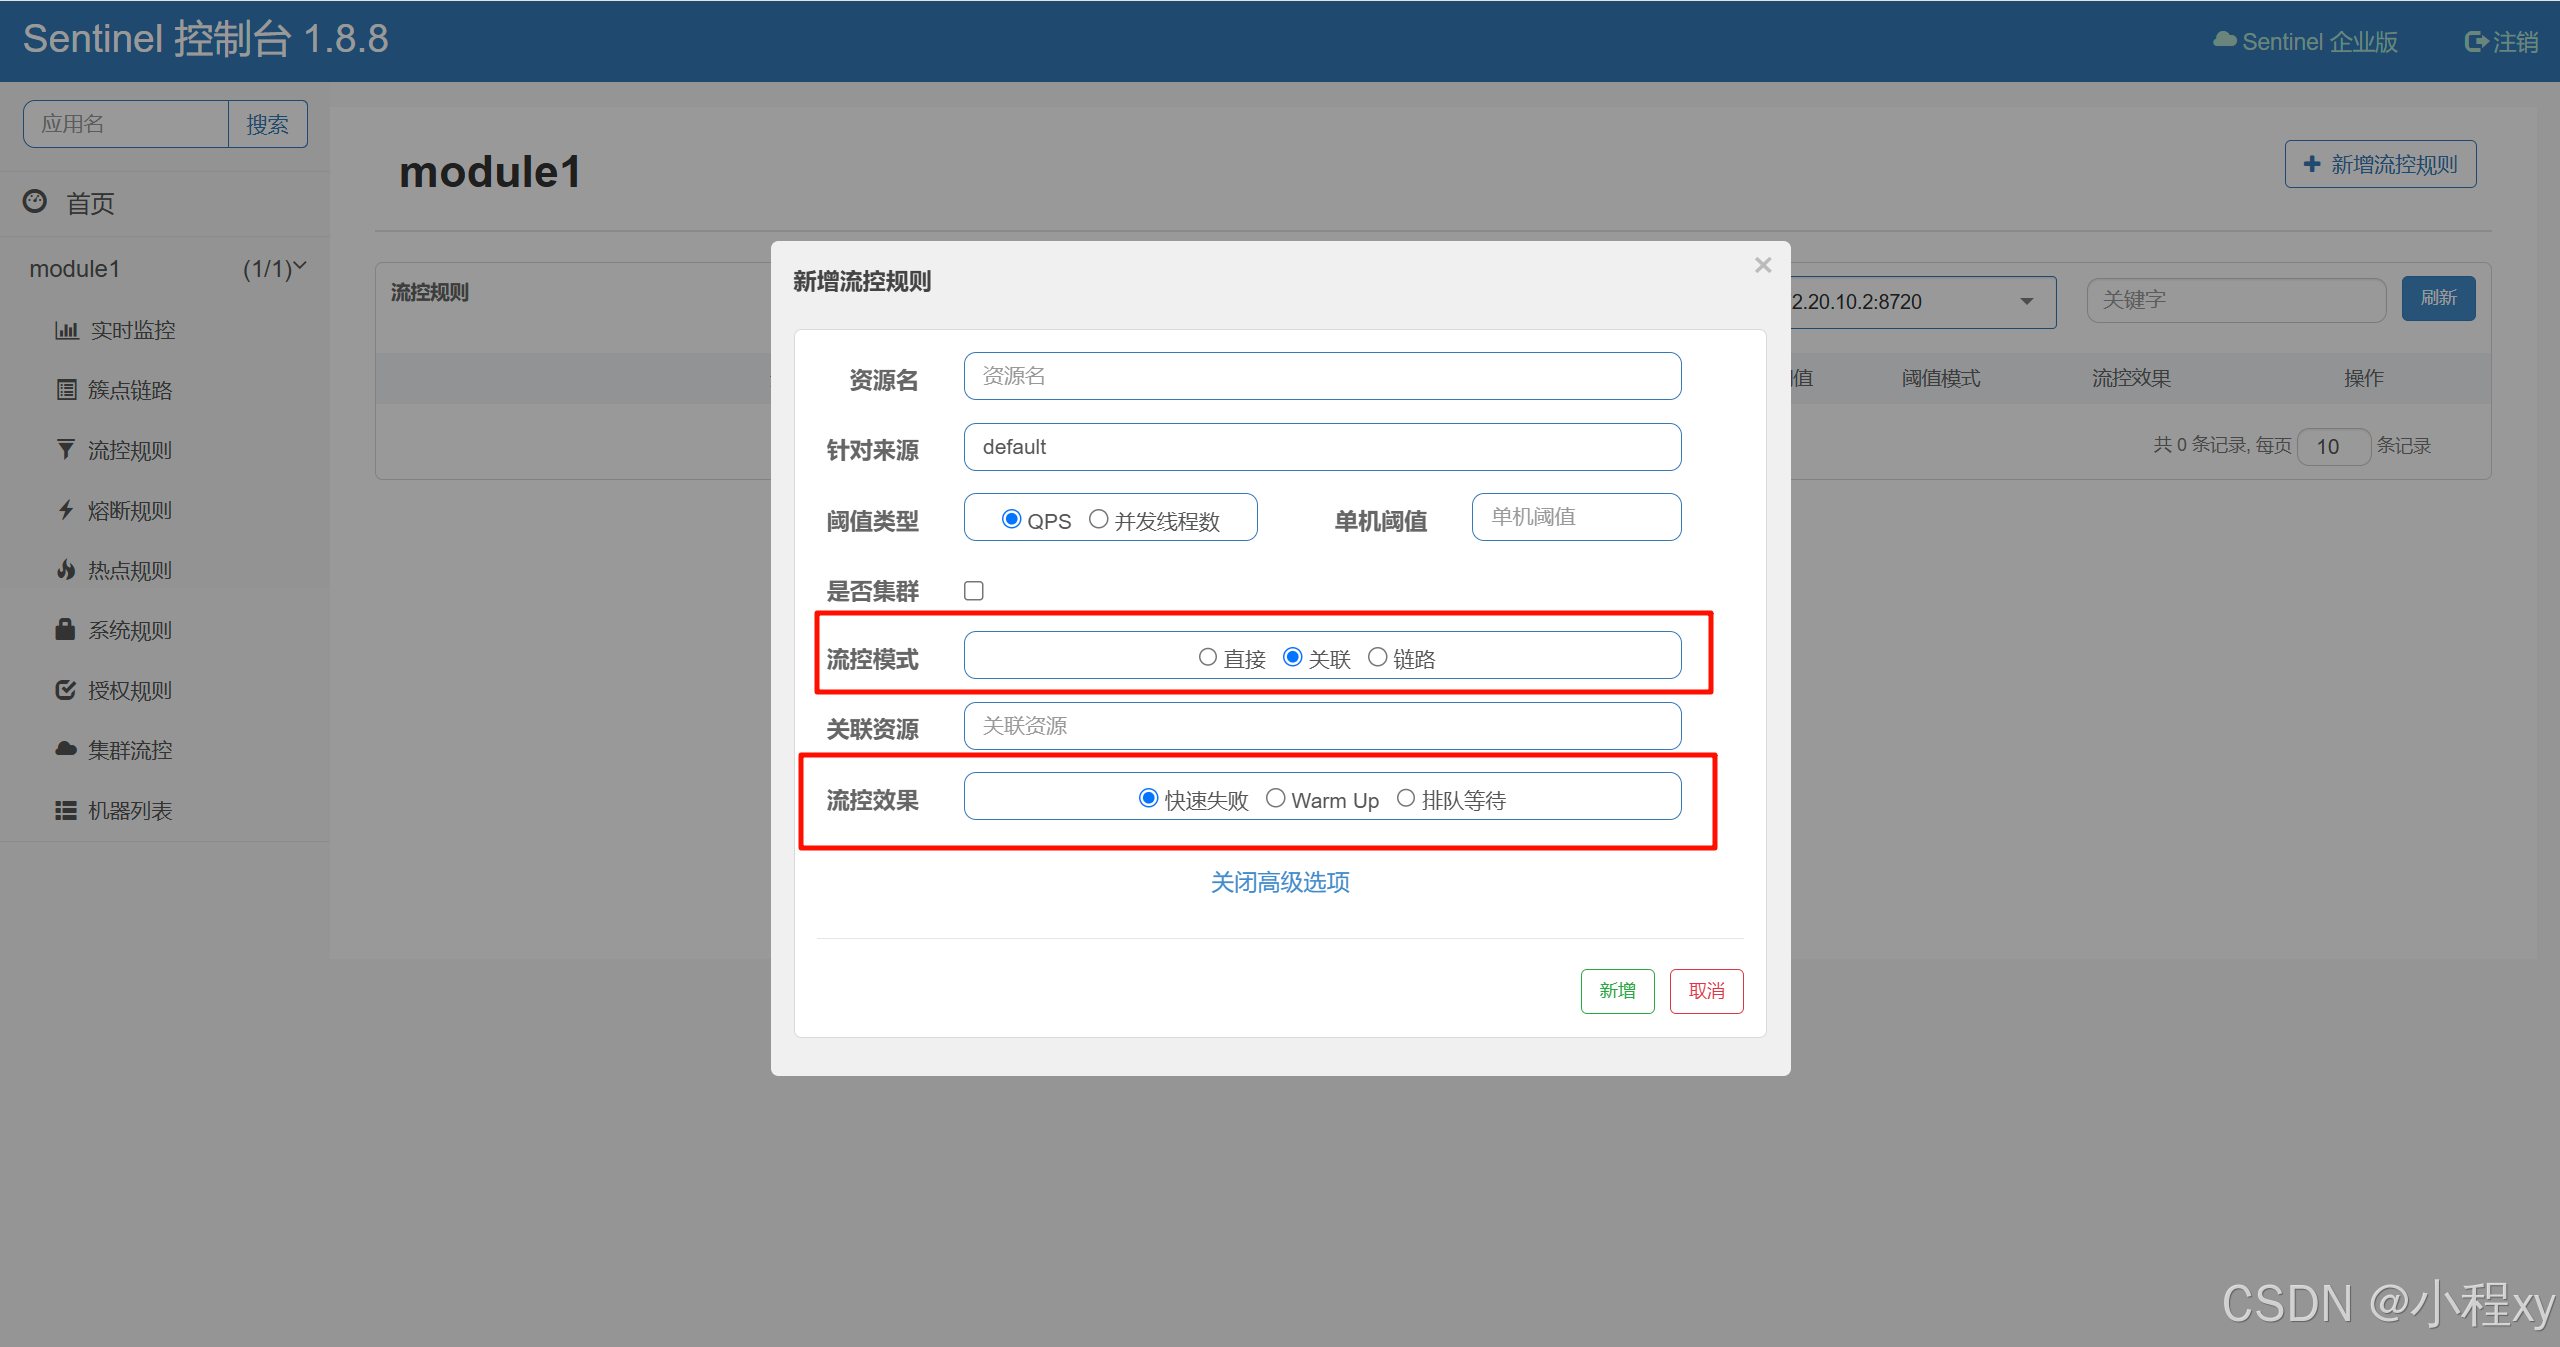 Sentinel 控制台 1.8.8
Sentinel 企业版
注销
应用名
搜索
首页
module1
(1/1)
实时监控
簇点链路
流控规则
熔断规则
热点规则
系统规则
授权规则
集群流控
机器列表
module1
新增流控规则
流控规则
2.20.10.2:8720
关键字
刷新
值
阈值模式
流控效果
操作
共 0 条记录, 每页 10 条记录
新增流控规则
×
资源名
资源名
针对来源
default
阈值类型
QPS
并发线程数
单机阈值
单机阈值
是否集群
流控模式
直接
关联
链路
关联资源
关联资源
流控效果
快速失败
Warm Up
排队等待
关闭高级选项
新增
取消
CSDN @小程xy